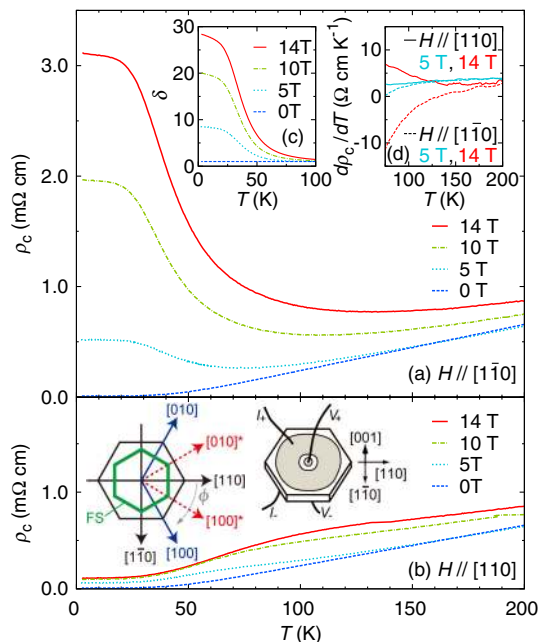 3.0
2.0
1.0
0.0
ρc (mΩ cm)
30
20
10
0
δ
14T
10T
5T
0T
(c)
0 50 100
T (K)
10
0
10
dρc/dT (Ω cm K-1)
H // [110]
5 T, 14 T
H // [11̄0]
(d) 5 T, 14 T
100 150 200
T (K)
14 T
10 T
5 T
0 T
(a) H // [11̄0]
1.0
0.0
ρc (mΩ cm)
[010]
[010]*
[110]
ϕ
[100]*
[100]
[11̄0]
FS
I+
V+
I-
V-
[001]
[110]
[11̄0]
14 T
10 T
5T
0T
(b) H // [110]
0 50 100 150 200
T (K)